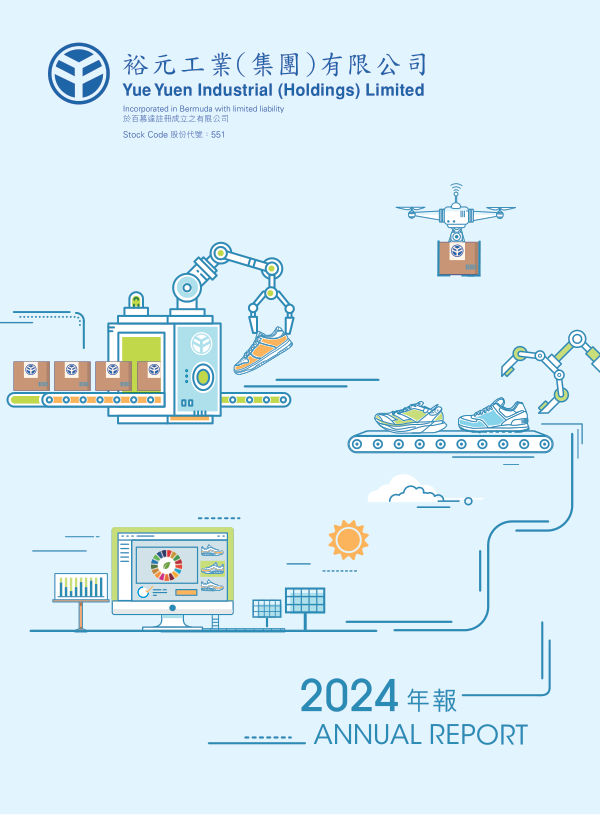 裕元工業(集團)有限公司
Yue Yuen Industrial (Holdings) Limited
Incorporated in Bermuda with limited liability
於百慕達註冊成立之有限公司
Stock Code 股份代號：551
2024 年報
ANNUAL REPORT